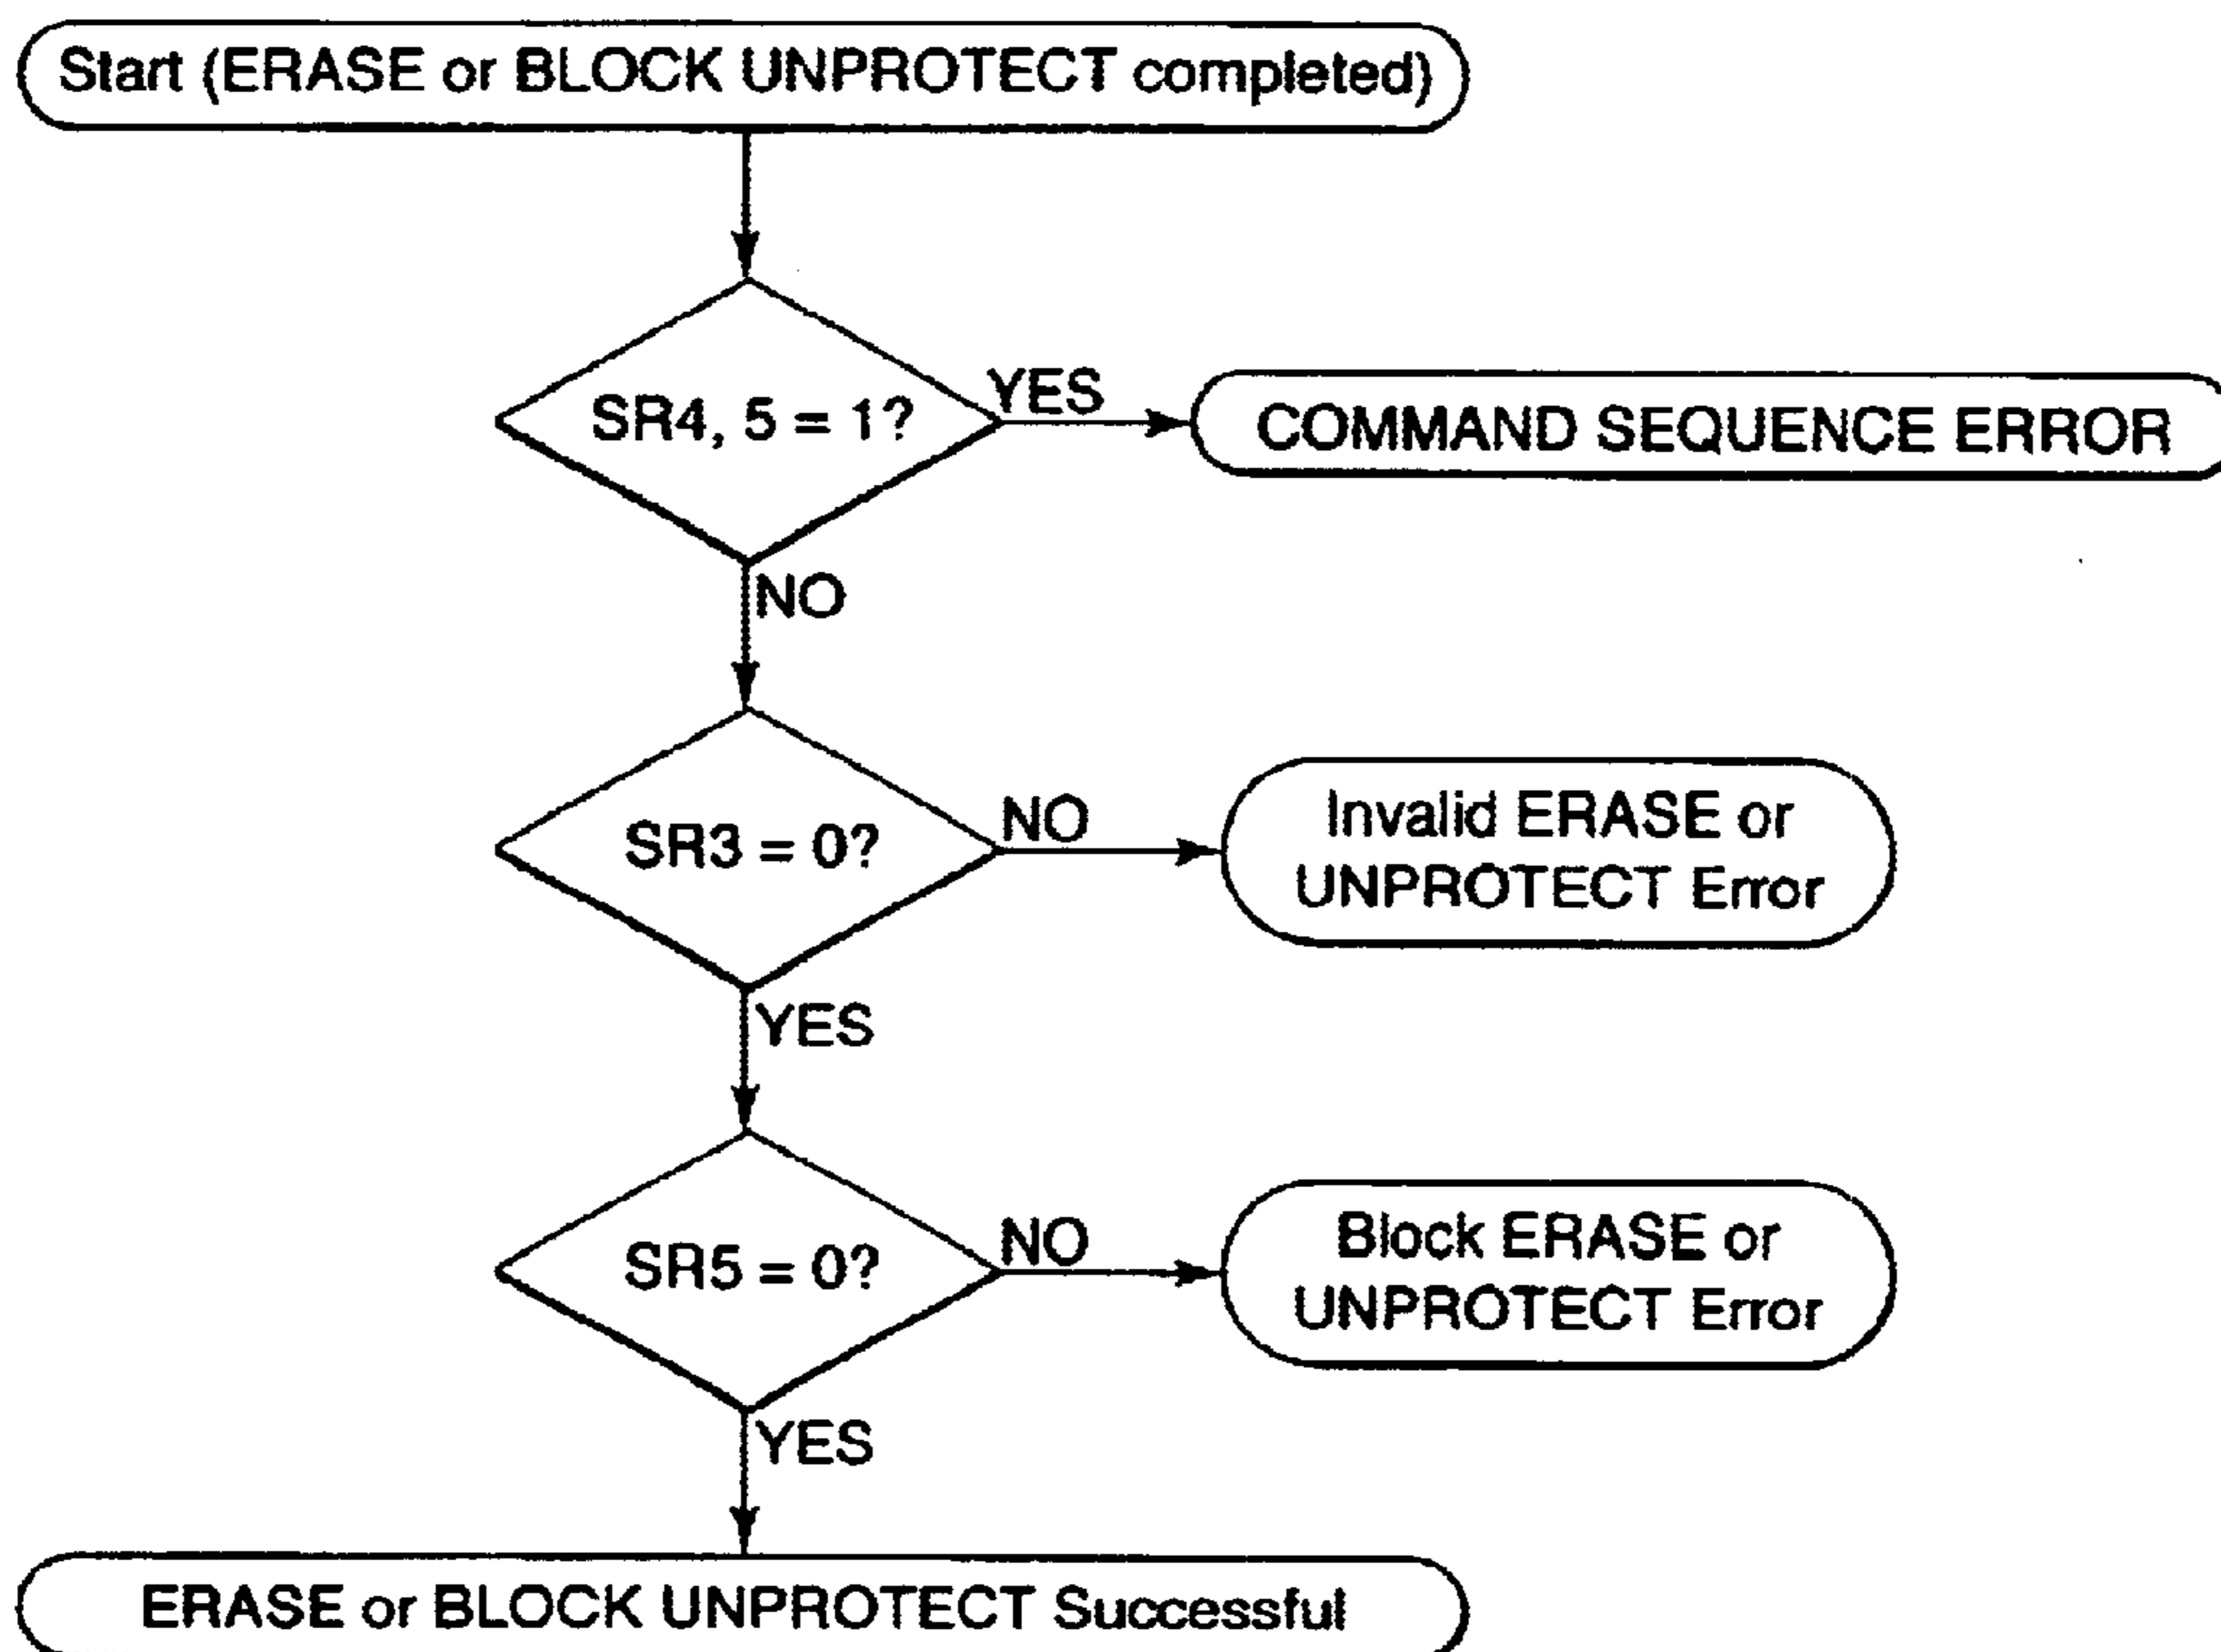 Start (ERASE or BLOCK UNPROTECT completed)
SR4, 5 = 1?
YES
COMMAND SEQUENCE ERROR
NO
SR3 = 0?
NO
Invalid ERASE or
UNPROTECT Error
YES
SR5 = 0?
NO
Block ERASE or
UNPROTECT Error
YES
ERASE or BLOCK UNPROTECT Successful